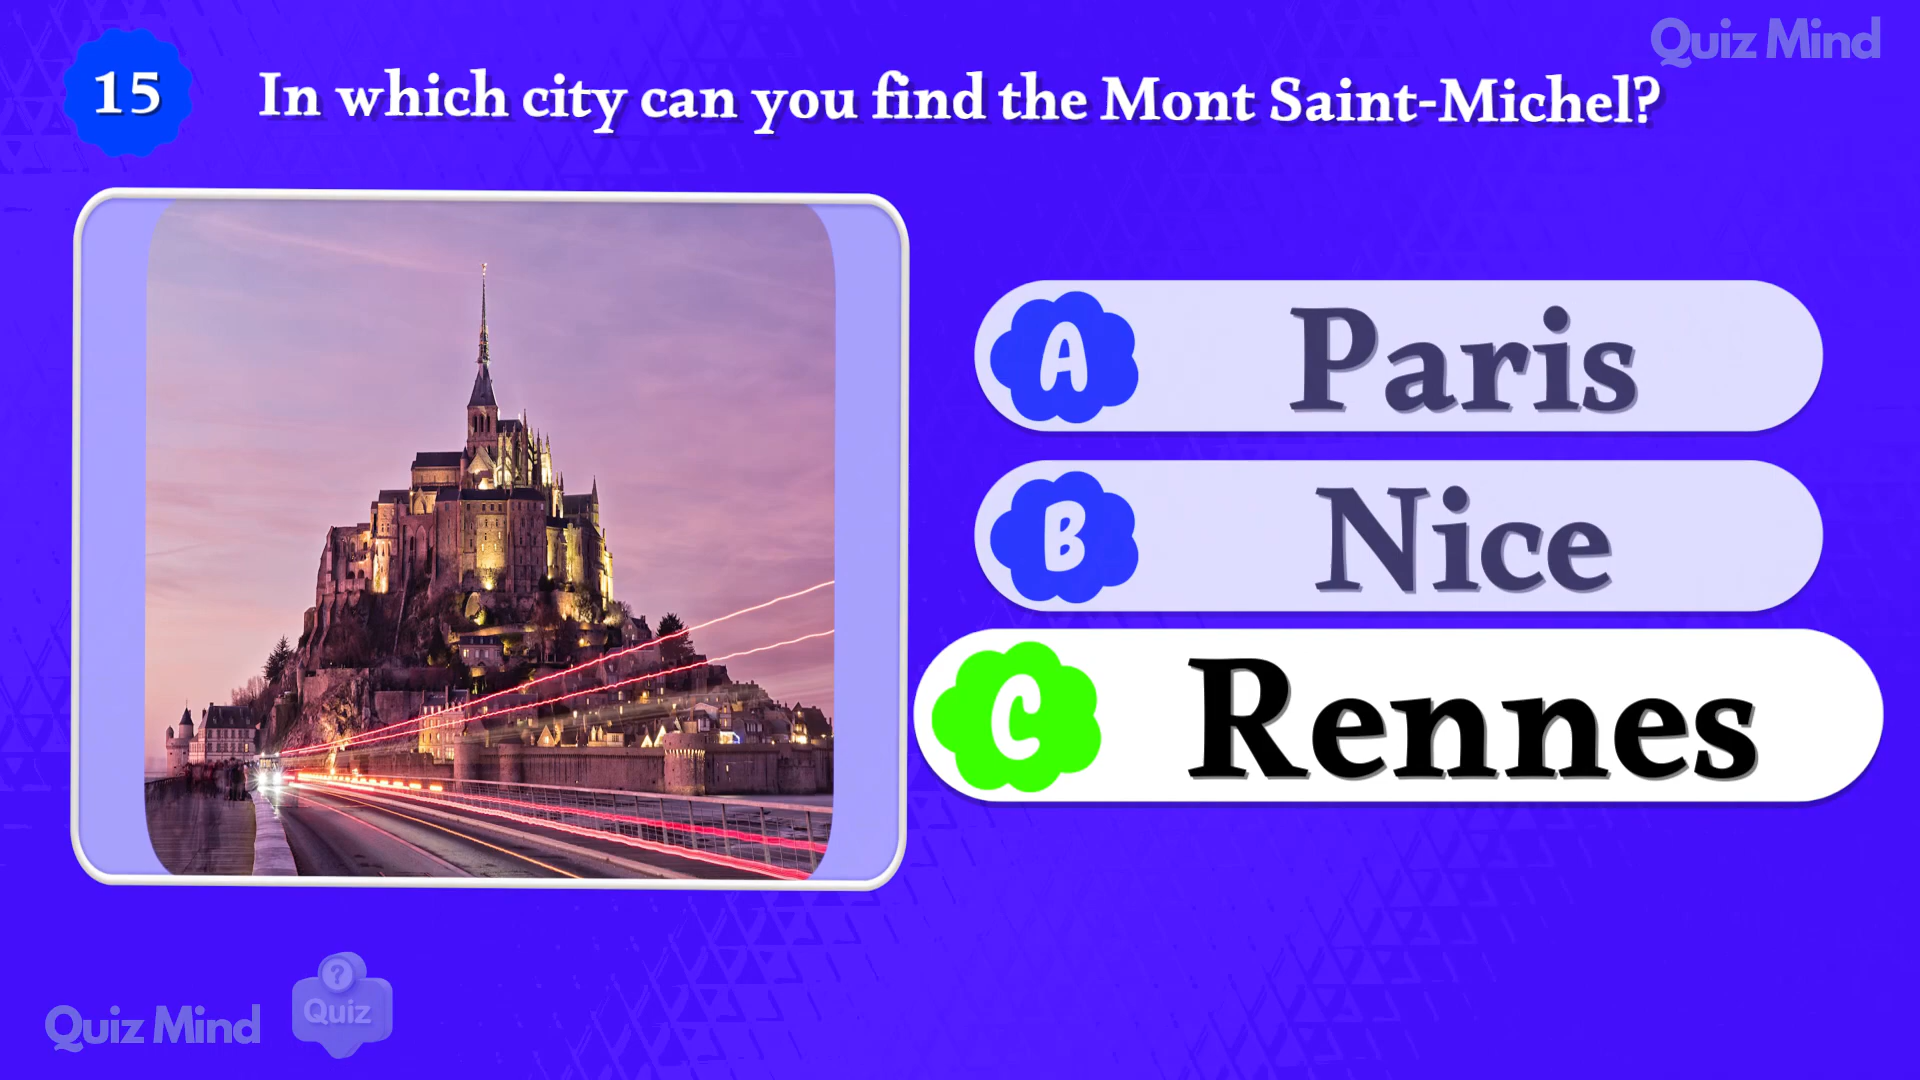 Quiz Mind
15
In which city can you find the Mont Saint-Michel?
A
Paris
B
Nice
C
Rennes
?
Quiz
Quiz Mind